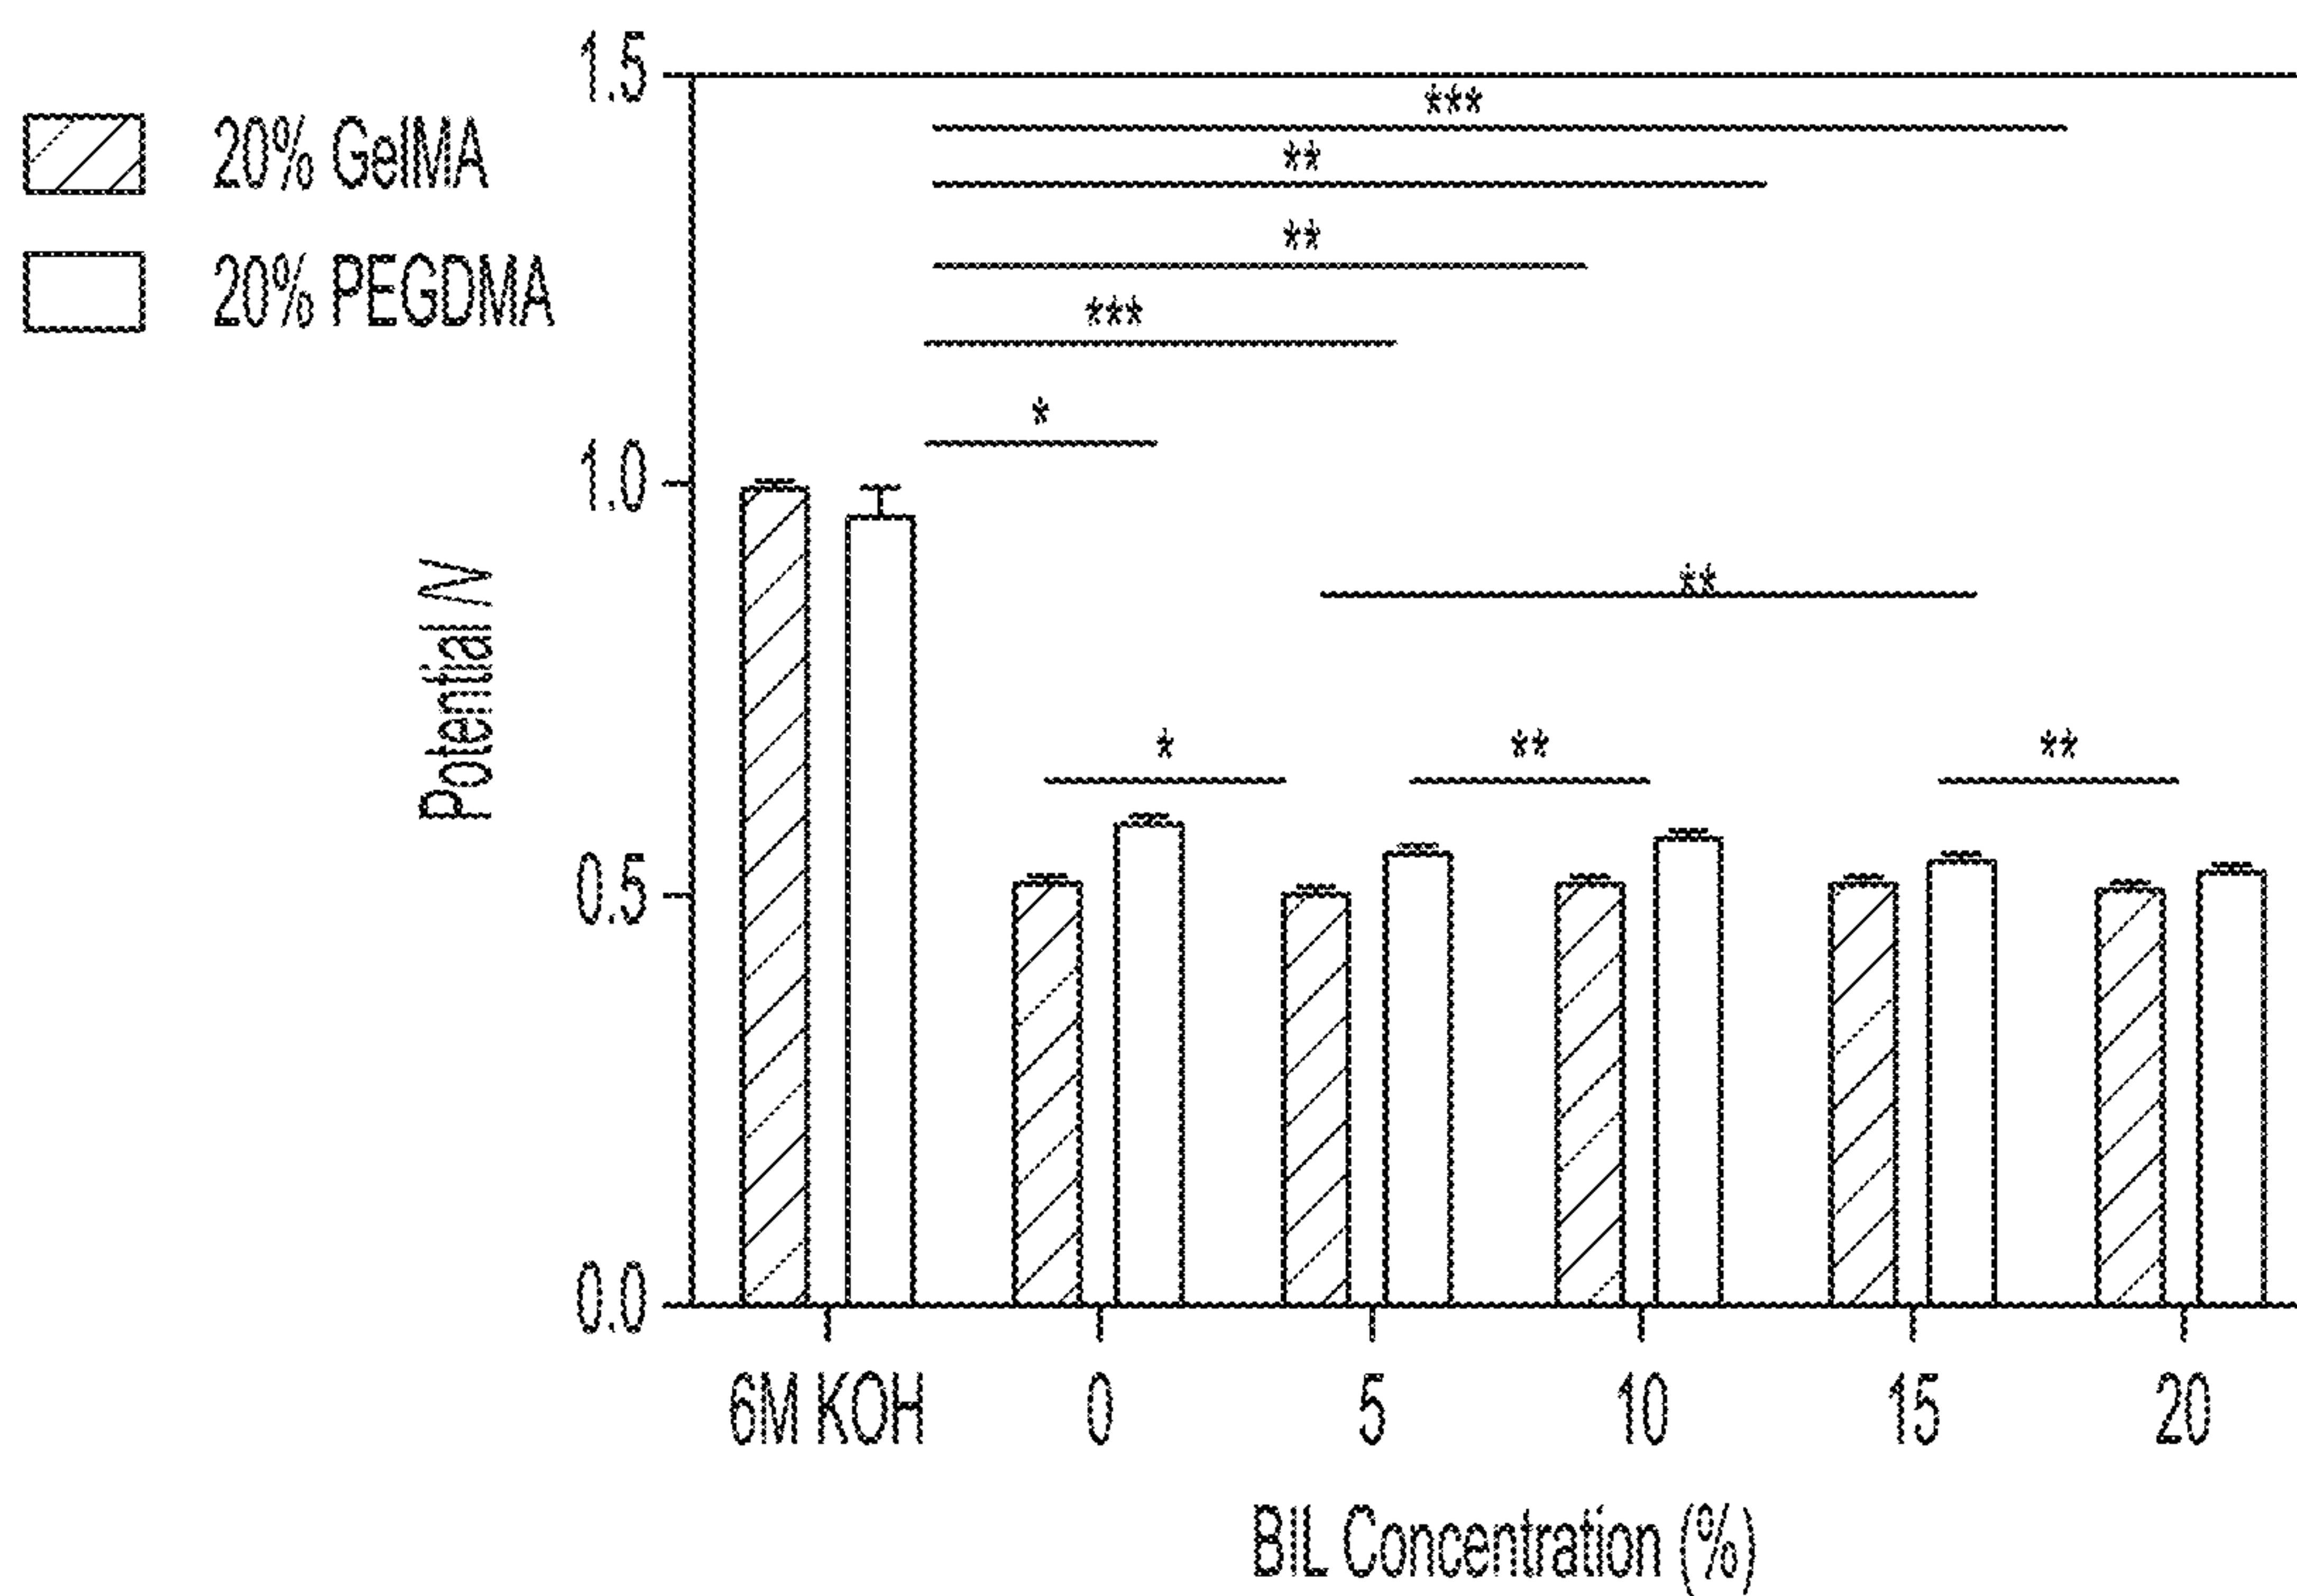 20% GelMA
20% PEGDMA
1.5
1.0
0.5
0.0
Potential /V
***
**
**
***
*
**
*
**
**
6M KOH 0 5 10 15 20
BIL Concentration (%)